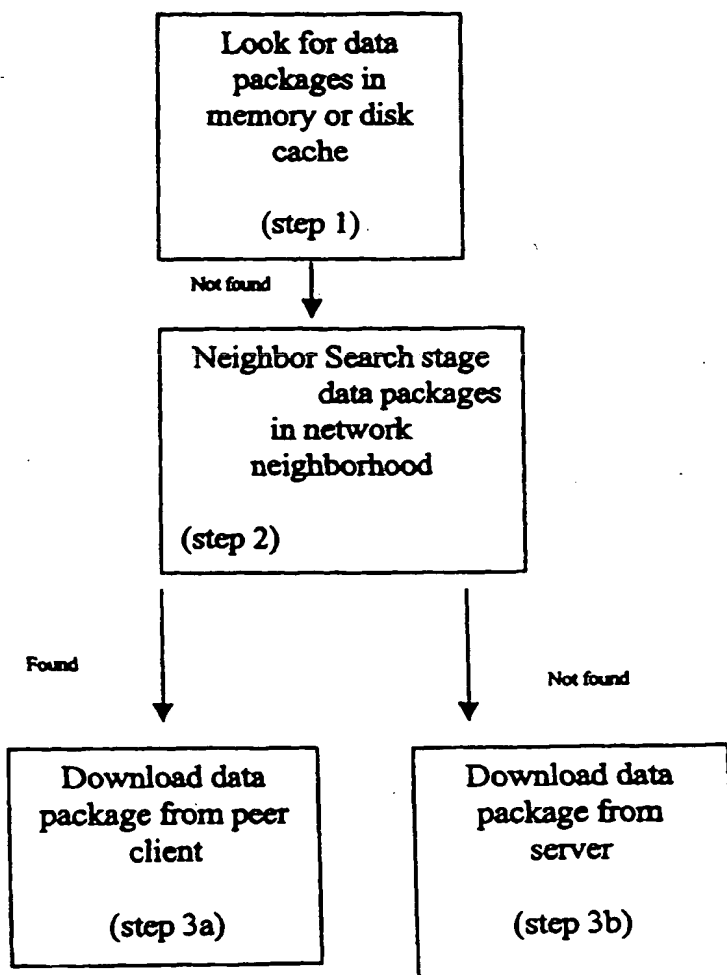 Look for data
packages in
memory or disk
cache
(step 1)
Not found
Neighbor Search stage
data packages
in network
neighborhood
(step 2)
Found
Not found
Download data
package from peer
client
(step 3a)
Download data
package from
server
(step 3b)